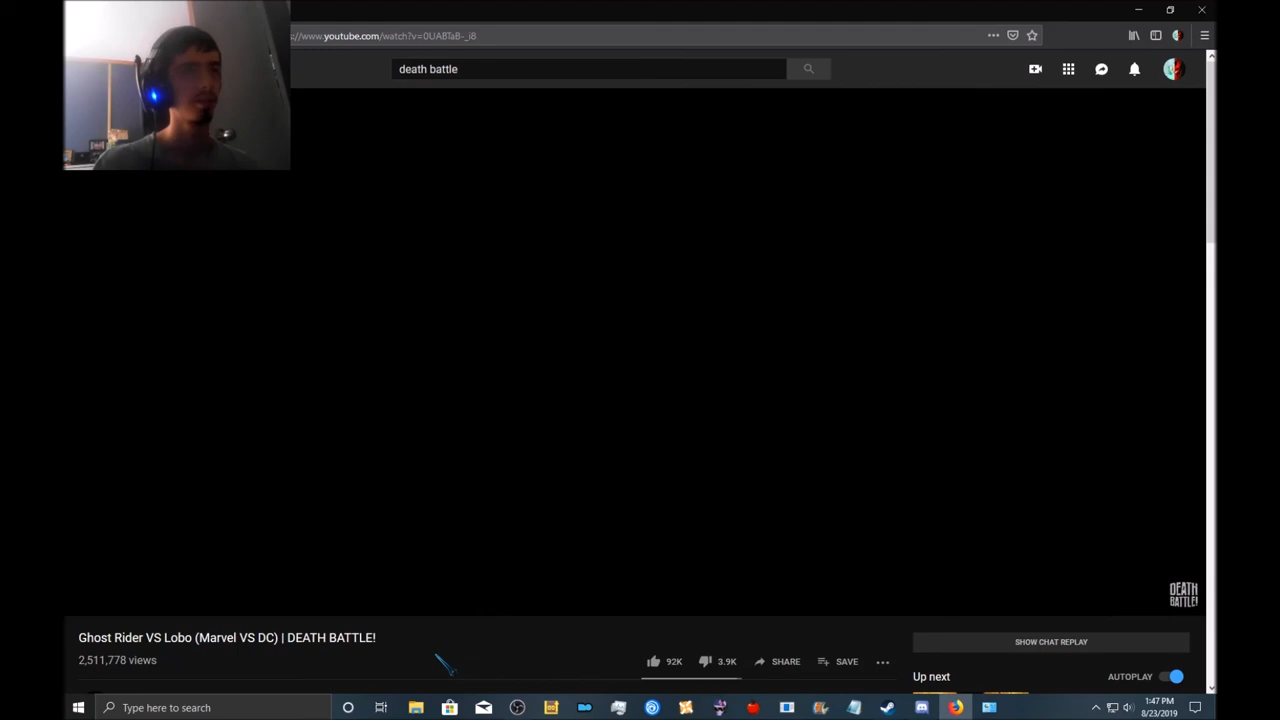 ://www.youtube.com/watch?v=0UABTaB-_i8
death battle
DEATH
BATTLE!
Ghost Rider VS Lobo (Marvel VS DC) | DEATH BATTLE!
2,511,778 views
92K
3.9K
SHARE
SAVE
SHOW CHAT REPLAY
Up next
AUTOPLAY
Type here to search
1:47 PM
8/23/2019